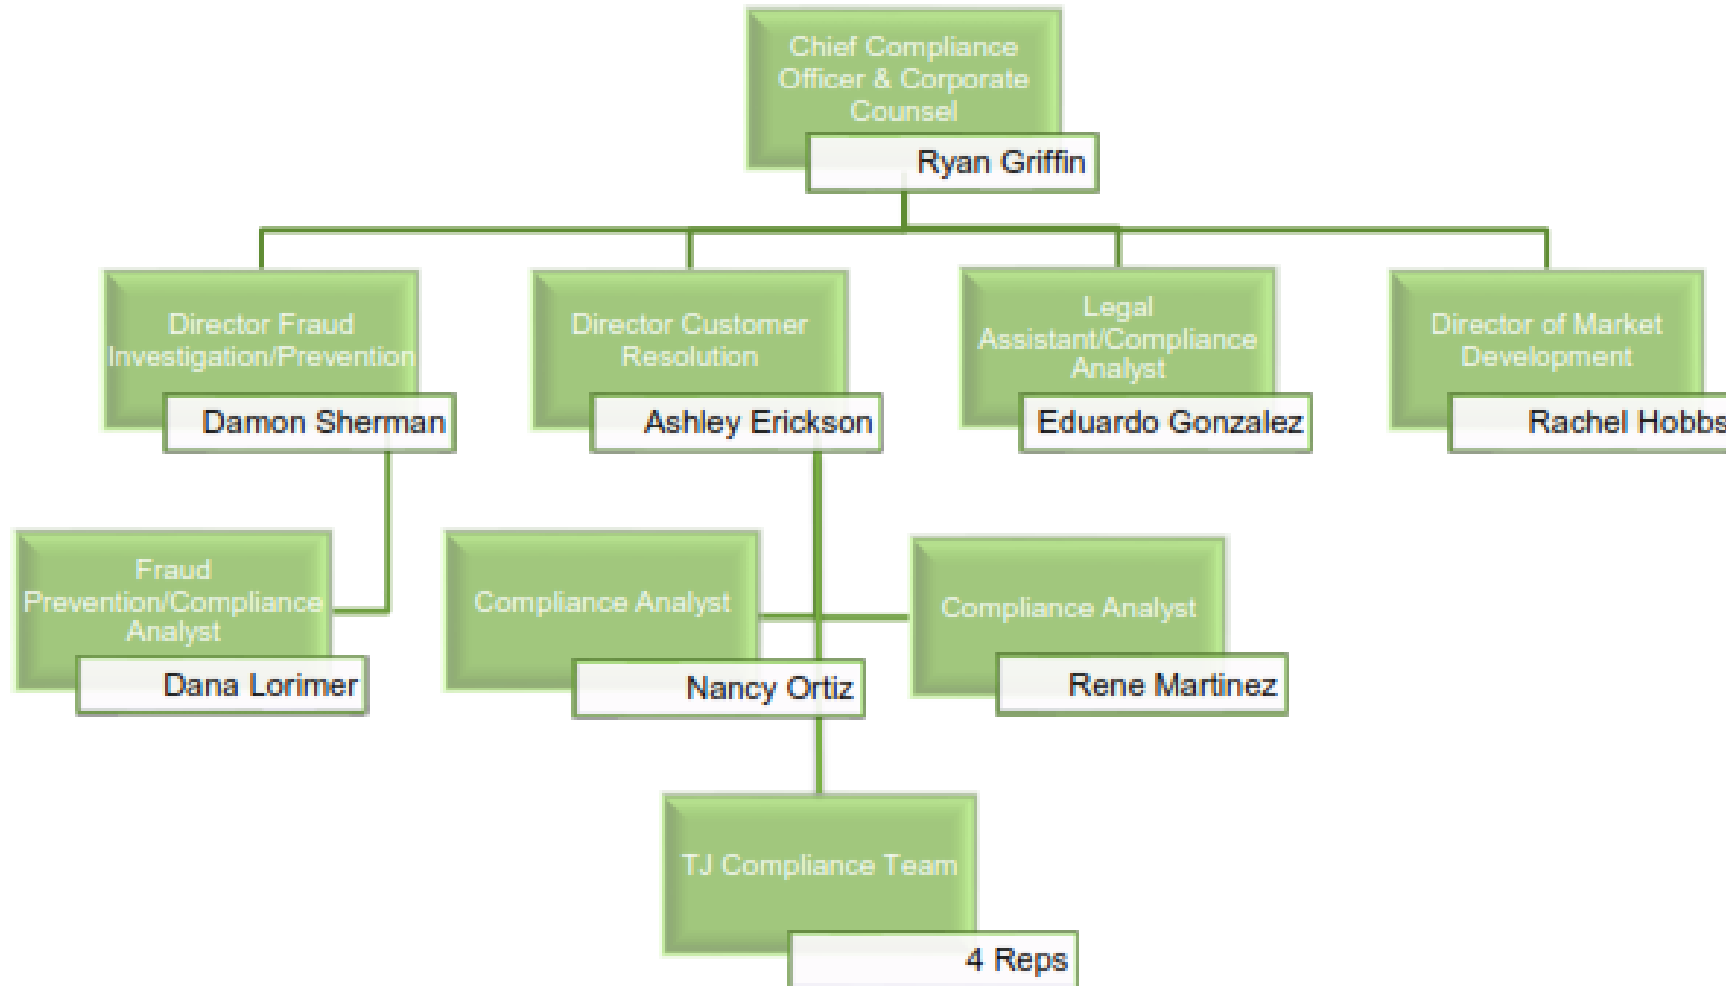 Chief Compliance
Officer & Corporate
Counsel
Ryan Griffin
Director Fraud
Investigation/Prevention
Damon Sherman
Director Customer
Resolution
Ashley Erickson
Legal
Assistant/Compliance
Analyst
Eduardo Gonzalez
Director of Market
Development
Rachel Hobbs
Fraud
Prevention/Compliance
Analyst
Dana Lorimer
Compliance Analyst
Nancy Ortiz
Compliance Analyst
Rene Martinez
TJ Compliance Team
4 Reps